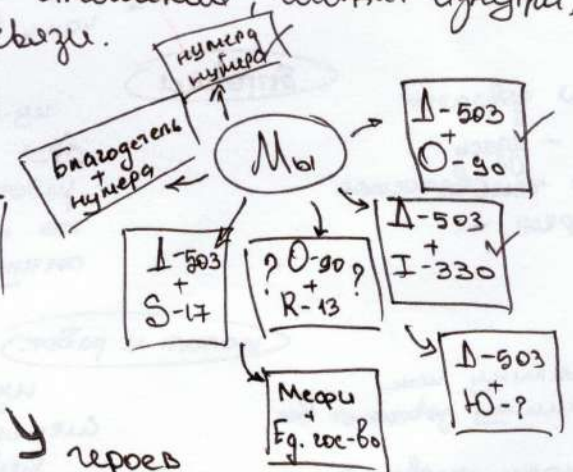 связи.
нумера
+
нумера
Благодетель
+
нумера
Мы
Д-503
+
О-90
Д-503
+
I-330
Д-503
+
S-17
? О-90 ?
+
R-13
Д-503
+
Ю-?
Мефи
+
Ед. гос-во
У героев